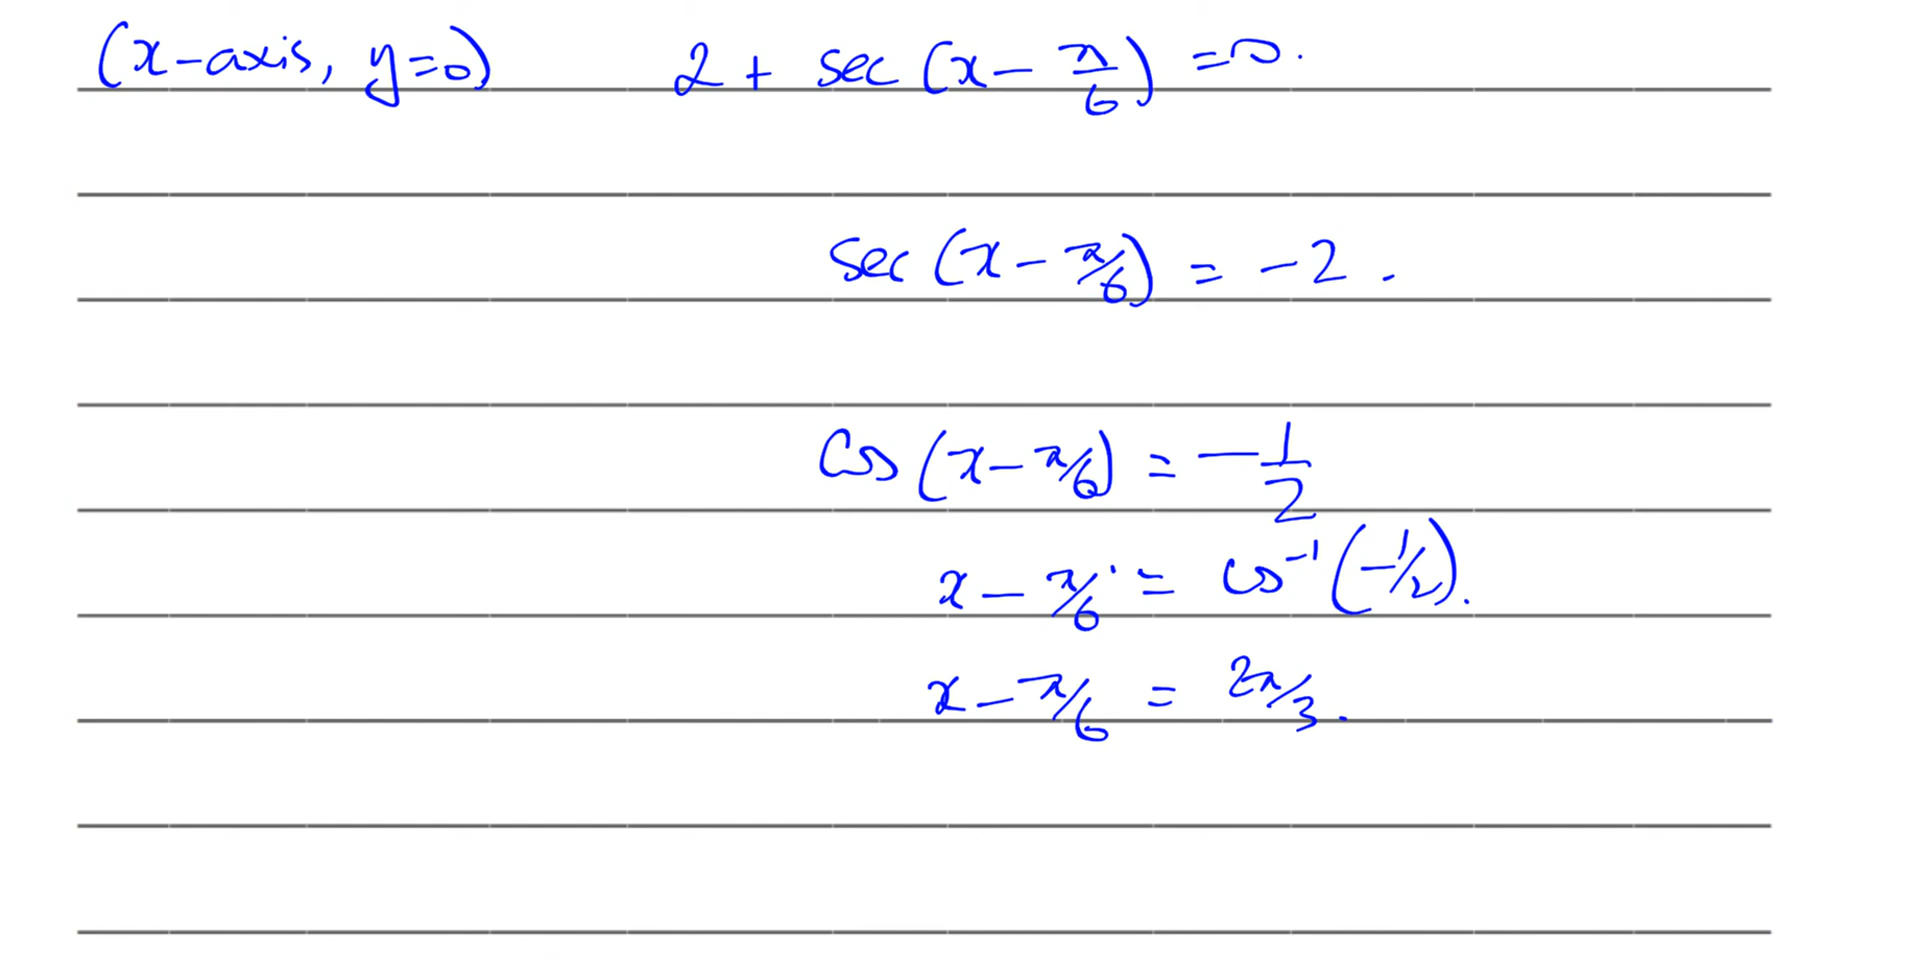 (x-axis, y=0) 2 + sec (x - π/6) = 0.
sec (x - π/6) = -2.
cos (x - π/6) = -1/2
x - π/6 = cos⁻¹ (-1/2).
x - π/6 = 2π/3.